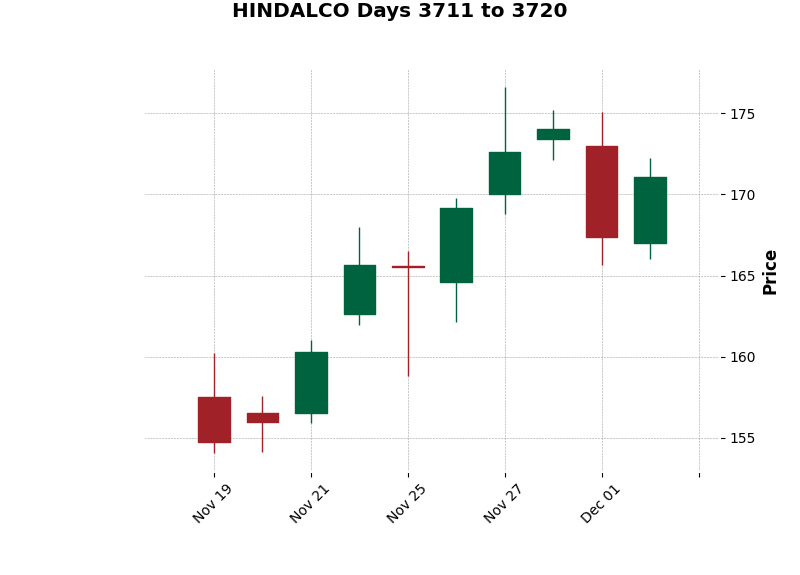 HINDALCO Days 3711 to 3720
175
170
165
160
155
Price
Nov 19
Nov 21
Nov 25
Nov 27
Dec 01